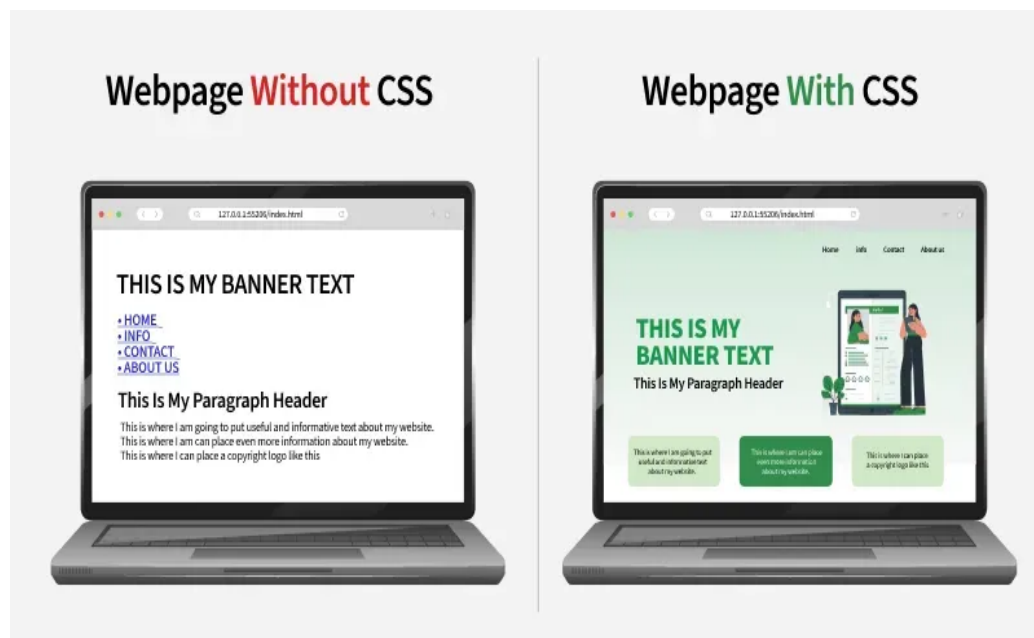 Webpage Without CSS
127.0.0.1:55206/index.html
THIS IS MY BANNER TEXT
• HOME
• INFO
• CONTACT
• ABOUT US
This Is My Paragraph Header
This is where I am going to put useful and informative text about my website.
This is where I am can place even more information about my website.
This is where I can place a copyright logo like this
Webpage With CSS
127.0.0.1:55206/index.html
Home Info Contact About us
THIS IS MY
BANNER TEXT
This Is My Paragraph Header
This is where I am going to put
useful and informative text
about my website.
This is where I am can place
even more information
about my website.
This is where I can place
a copyright logo like this